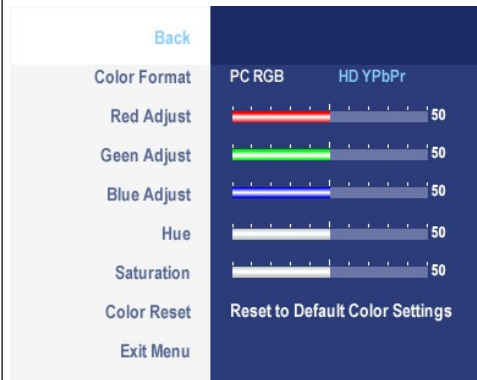 Back
Color Format PC RGB HD YPbPr
Red Adjust 50
Geen Adjust 50
Blue Adjust 50
Hue 50
Saturation 50
Color Reset Reset to Default Color Settings
Exit Menu